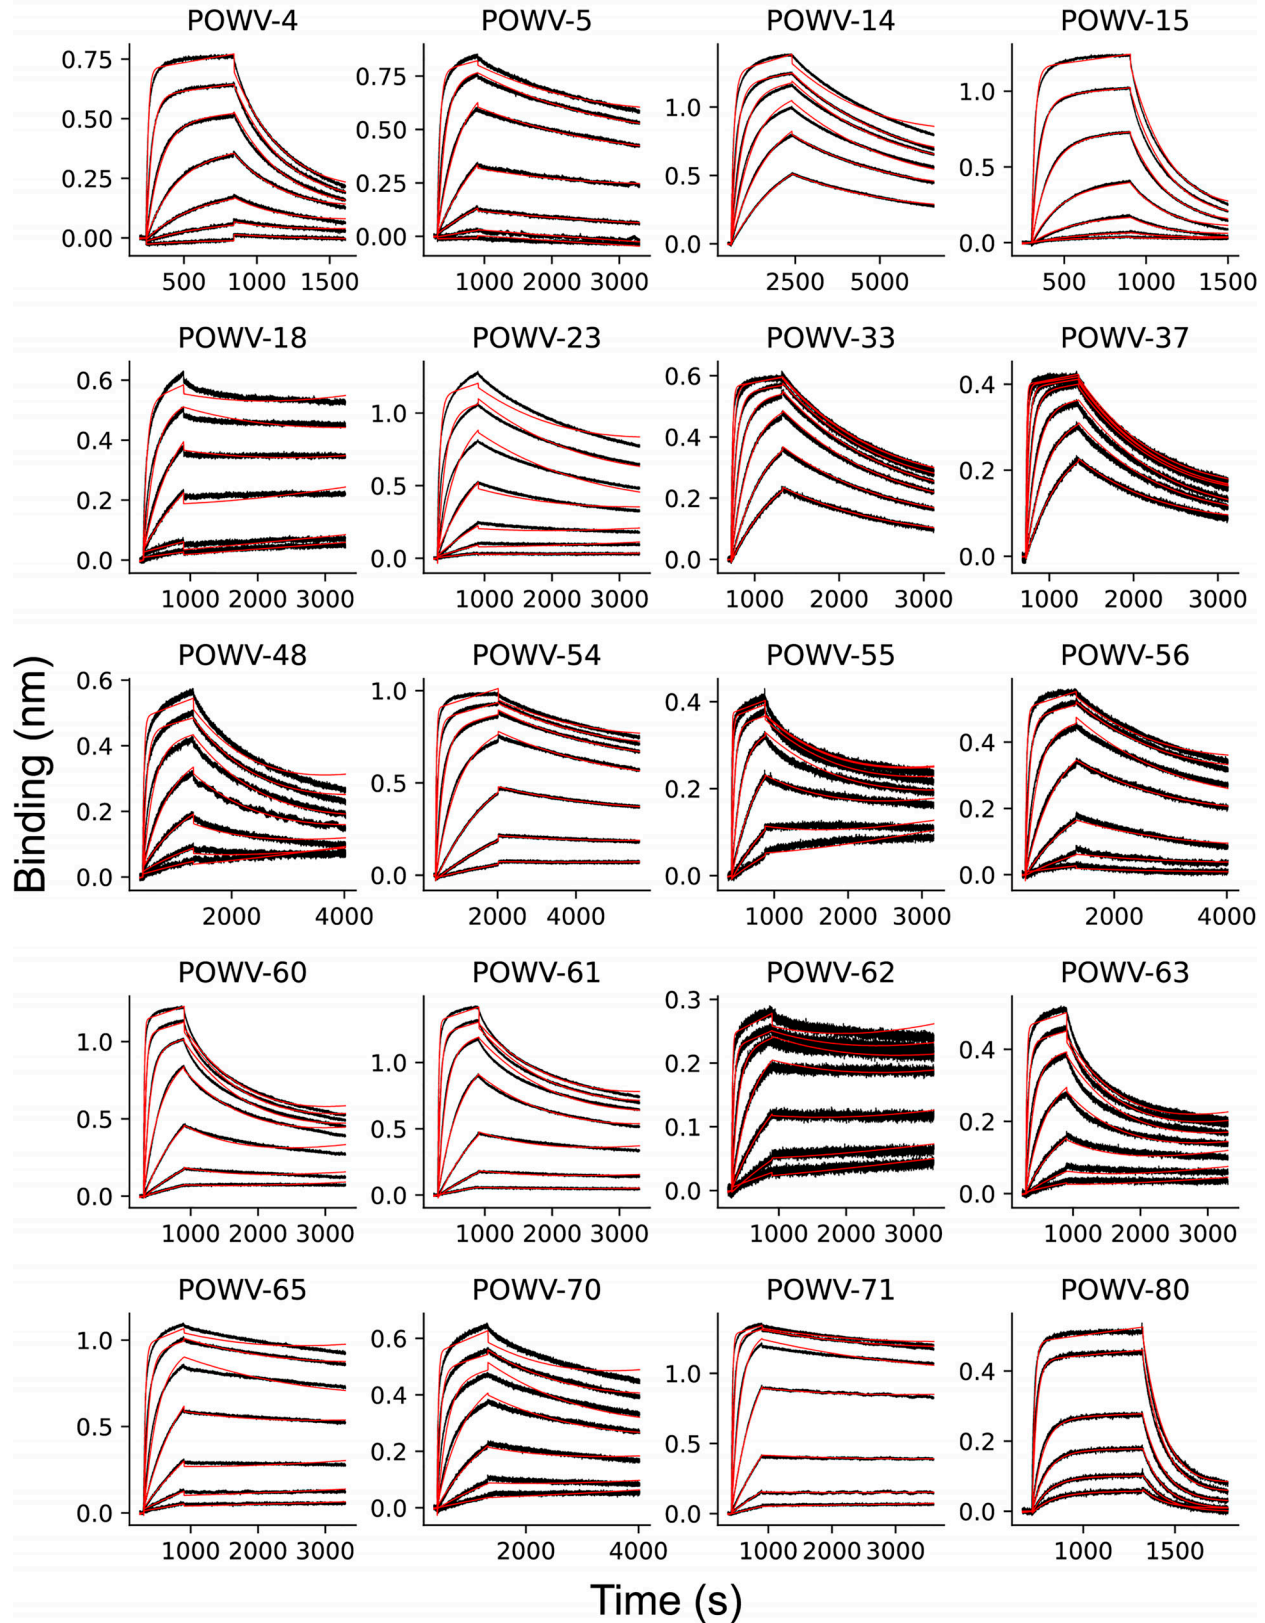 POWV-4 POWV-5 POWV-14 POWV-15
0.75 0.75 1.0 1.0
0.50 0.50 0.5 0.5
0.25 0.25 0.0 0.0
0.00 0.00
500 1000 1500 1000 2000 3000 2500 5000 500 1000 1500
POWV-18 POWV-23 POWV-33 POWV-37
0.6 1.0 0.6 0.4
0.4 0.5 0.4 0.2
0.2 0.0 0.2 0.0
0.0 0.0
1000 2000 3000 1000 2000 3000 1000 2000 3000 1000 2000 3000
Binding (nm)
POWV-48 POWV-54 POWV-55 POWV-56
0.6 1.0 0.4 0.4
0.4 0.5 0.2 0.2
0.2 0.0 0.0 0.0
0.0
2000 4000 2000 4000 1000 2000 3000 2000 4000
POWV-60 POWV-61 POWV-62 POWV-63
1.0 1.0 0.3 0.4
0.5 0.5 0.2 0.2
0.0 0.0 0.1 0.0
0.0
1000 2000 3000 1000 2000 3000 1000 2000 3000 1000 2000 3000
POWV-65 POWV-70 POWV-71 POWV-80
1.0 0.6 1.0 0.4
0.5 0.4 0.5 0.2
0.0 0.2 0.0 0.0
0.0
1000 2000 3000 2000 4000 1000 2000 3000 1000 1500
Time (s)